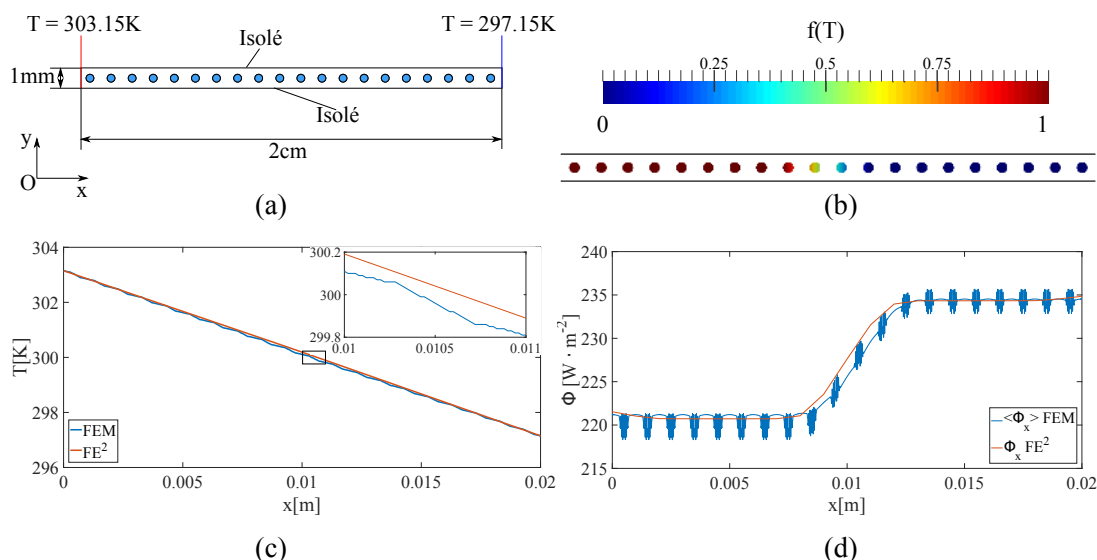 T = 303.15K
T = 297.15K
Isolé
1mm
Isolé
2cm
y
O
x
(a)
f(T)
0.25
0.5
0.75
0
1
(b)
304
302
300
298
296
T[K]
300.2
300
299.8
0.01
0.0105
0.011
FEM
FE²
0
0.005
0.01
0.015
0.02
x[m]
(c)
240
235
230
225
220
215
Φ [W · m⁻²]
<Φₓ> FEM
Φₓ FE²
0
0.005
0.01
0.015
0.02
x[m]
(d)